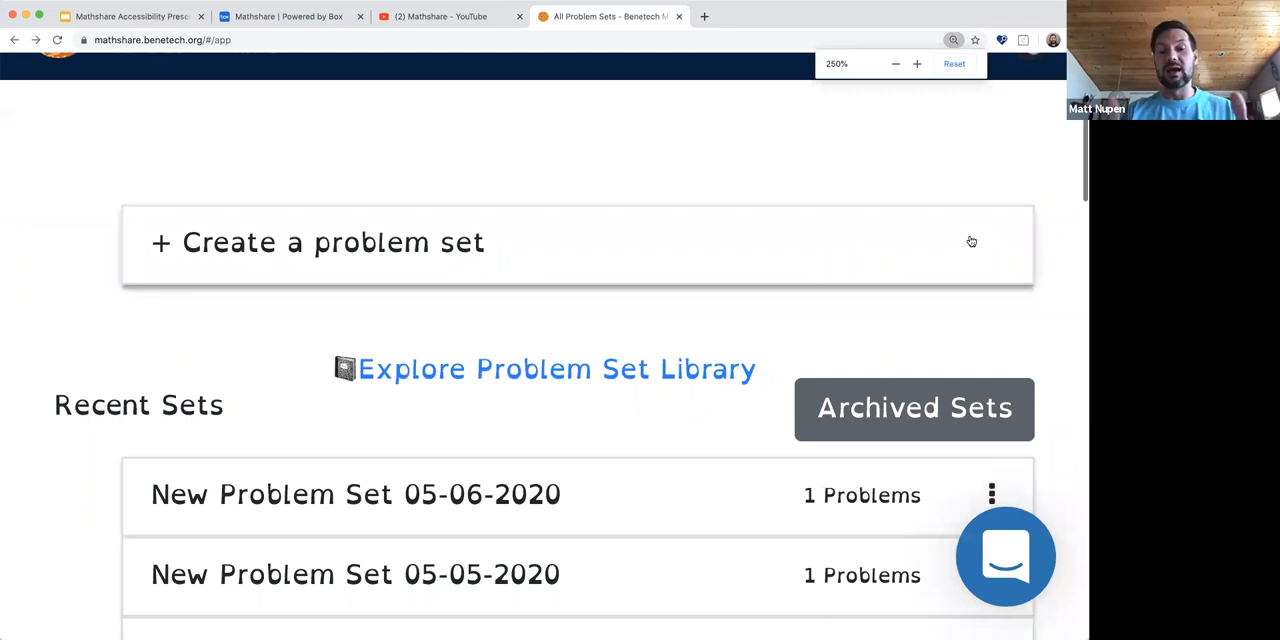 Mathshare Accessibility Prese
Mathshare | Powered by Box
(2) Mathshare - YouTube
All Problem Sets - Benetech M
mathshare.benetech.org/#/app
250%
Reset
Matt Nupen
+ Create a problem set
Explore Problem Set Library
Recent Sets
Archived Sets
New Problem Set 05-06-2020 1 Problems
New Problem Set 05-05-2020 1 Problems